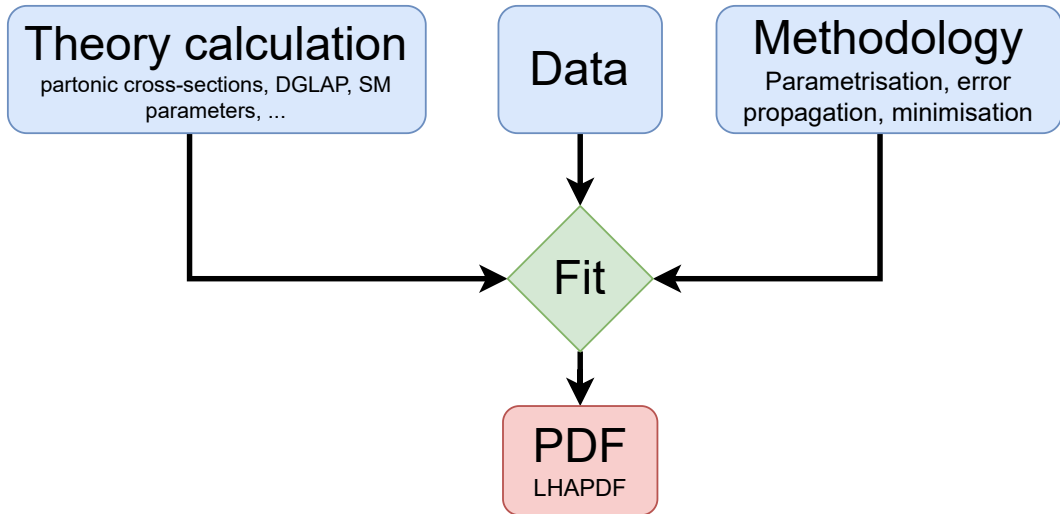 Theory calculation
partonic cross-sections, DGLAP, SM
parameters, ...
Data
Methodology
Parametrisation, error
propagation, minimisation
Fit
PDF
LHAPDF